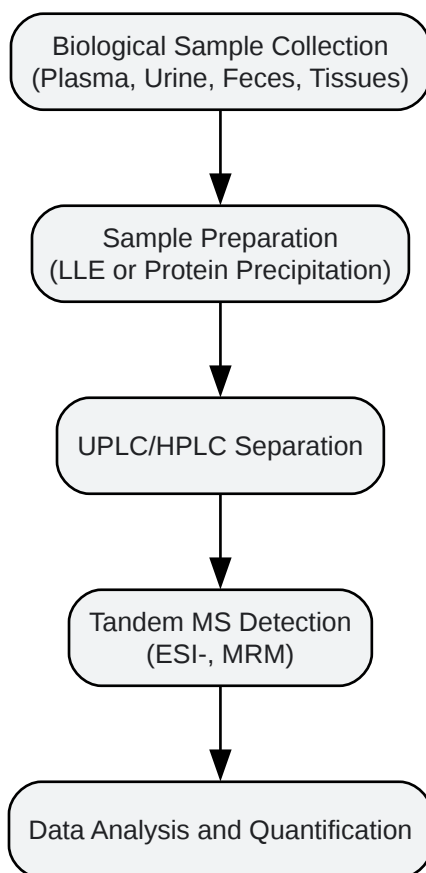 Biological Sample Collection
(Plasma, Urine, Feces, Tissues)
Sample Preparation
(LLE or Protein Precipitation)
UPLC/HPLC Separation
Tandem MS Detection
(ESI-, MRM)
Data Analysis and Quantification